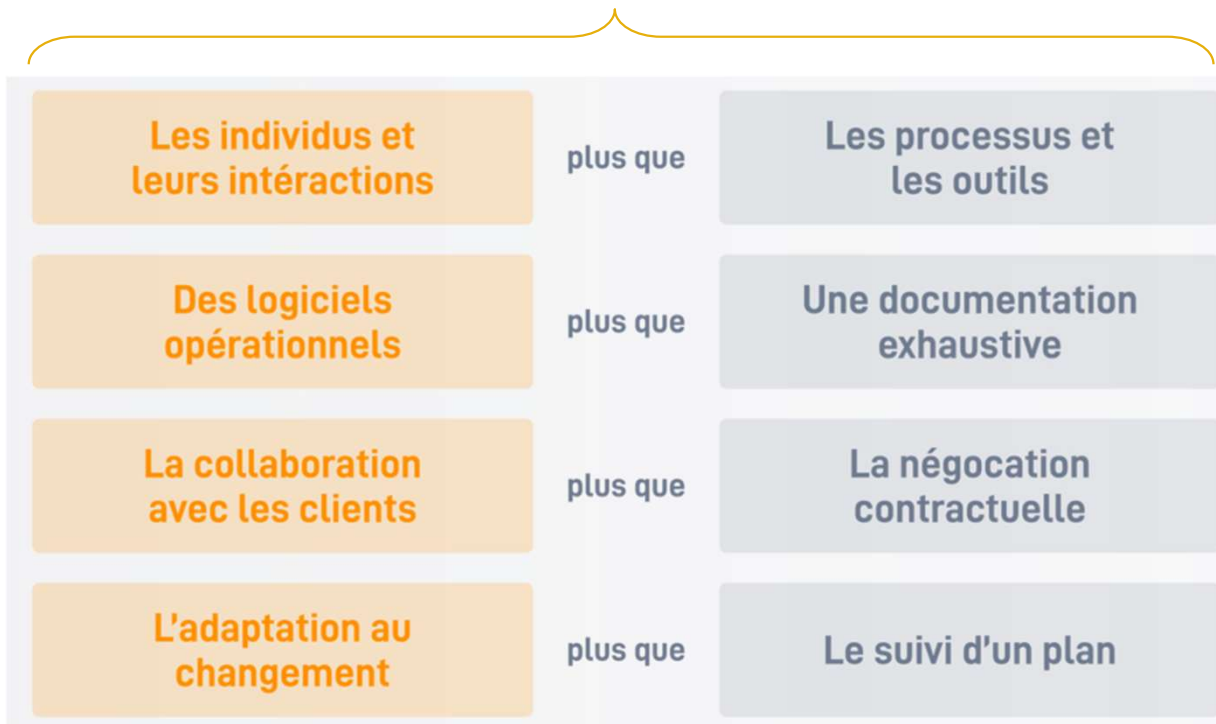 Les individus et
leurs intéractions
plus que
Les processus et
les outils
Des logiciels
opérationnels
plus que
Une documentation
exhaustive
La collaboration
avec les clients
plus que
La négocation
contractuelle
L'adaptation au
changement
plus que
Le suivi d'un plan